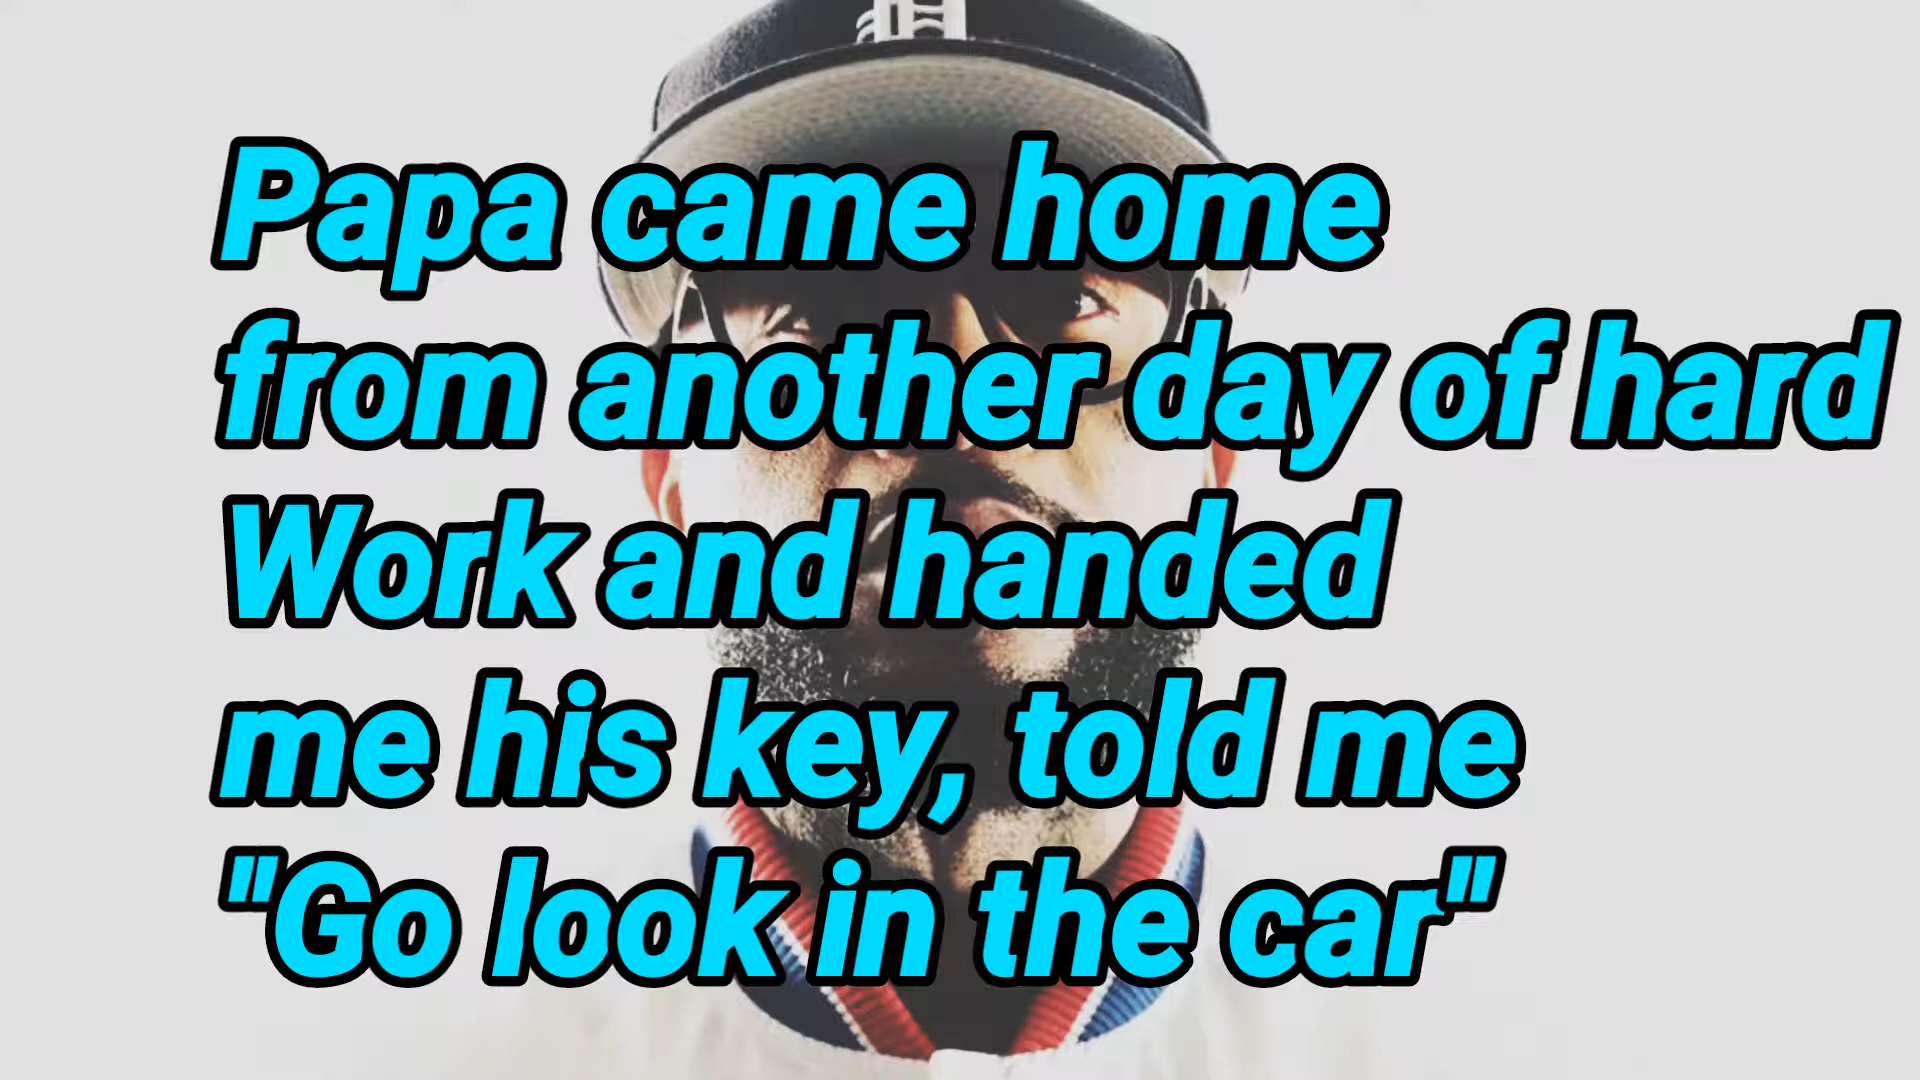 Papa came home
from another day of hard
Work and handed
me his key, told me
"Go look in the car"